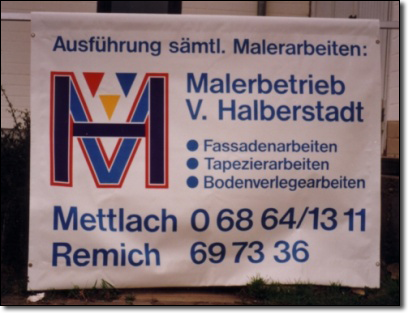 Ausführung sämtl. Malerarbeiten:
Malerbetrieb
V. Halberstadt
• Fassadenarbeiten
• Tapezierarbeiten
• Bodenverlegearbeiten
Mettlach 0 68 64/13 11
Remich 69 73 36